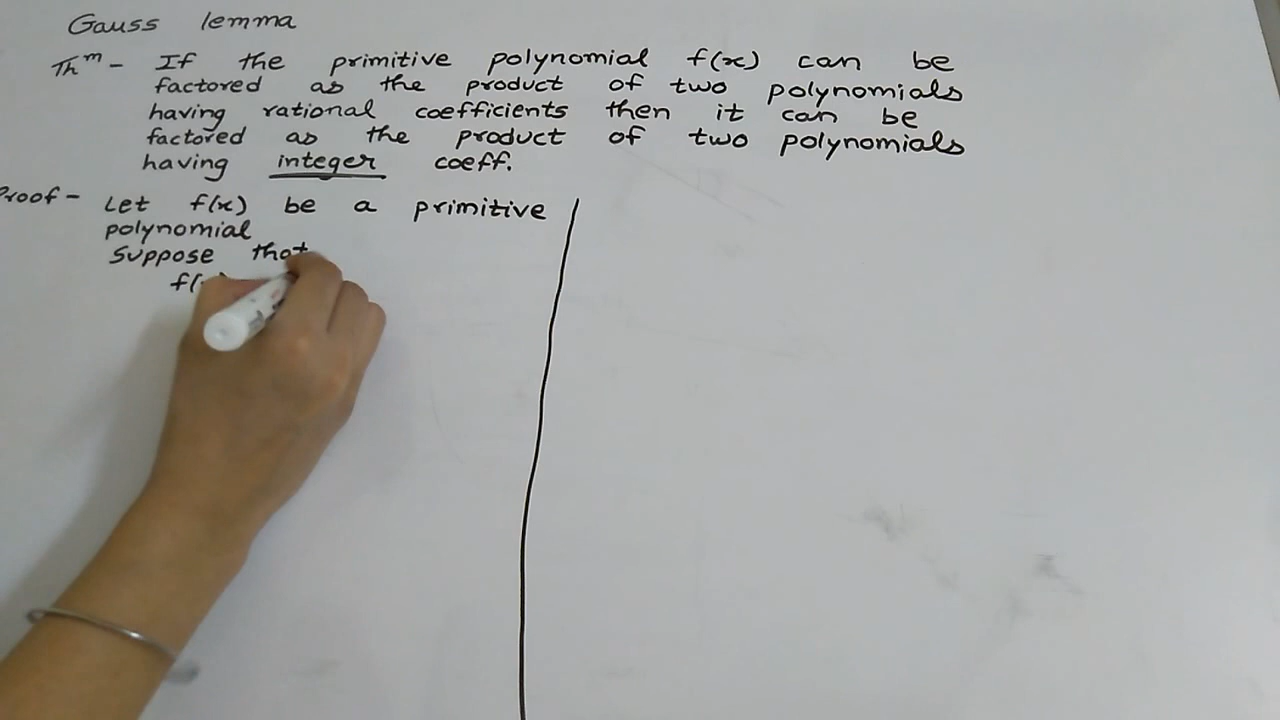 Gauss lemma
Thm - If the primitive polynomial f(x) can be
factored as the product of two polynomials
having rational coefficients then it can be
factored as the product of two polynomials
having integer coeff.
Proof - Let f(x) be a primitive
polynomial
Suppose that
f(